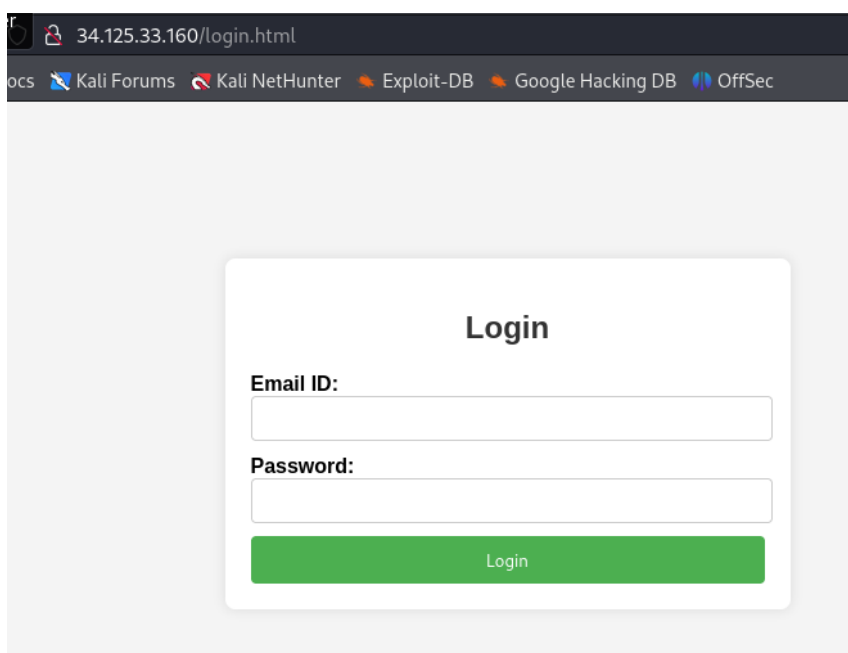 34.125.33.160/login.html
ocs Kali Forums Kali NetHunter Exploit-DB Google Hacking DB OffSec
Login
Email ID:
Password:
Login